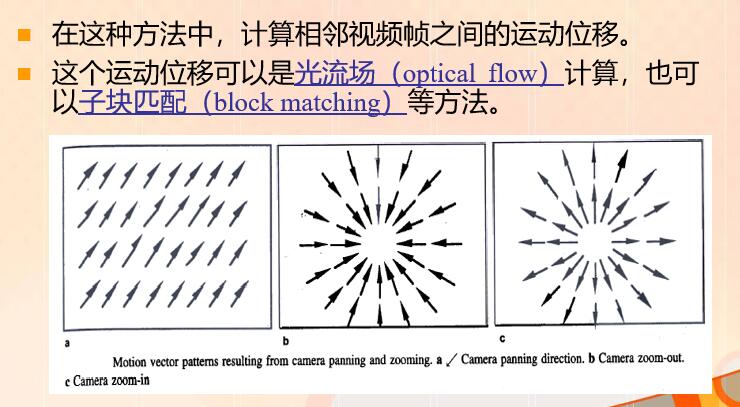 在这种方法中，计算相邻视频帧之间的运动位移。
这个运动位移可以是光流场（optical flow）计算，也可
以子块匹配（block matching）等方法。
a
b
c
Motion vector patterns resulting from camera panning and zooming. a ↙ Camera panning direction. b Camera zoom-out.
c Camera zoom-in